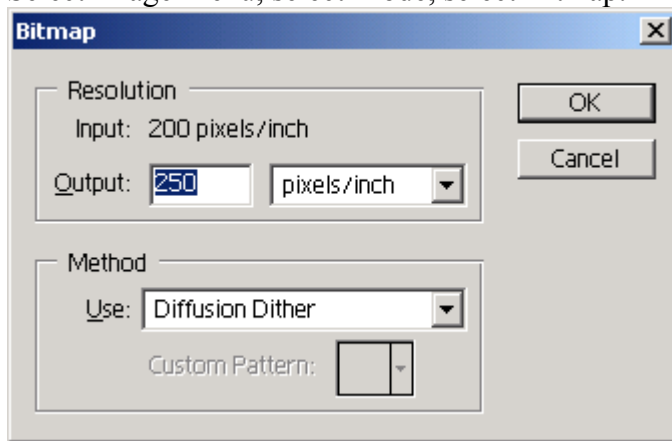 Bitmap
Resolution
Input: 200 pixels/inch
Output: 250 pixels/inch
OK
Cancel
Method
Use: Diffusion Dither
Custom Pattern: